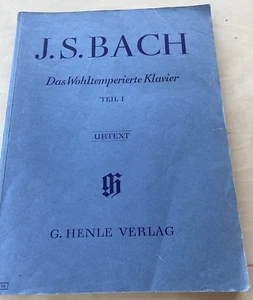 J.S.BACH
Das Wohltemperierte Klavier
TEIL I
URTEXT
G. HENLE VERLAG